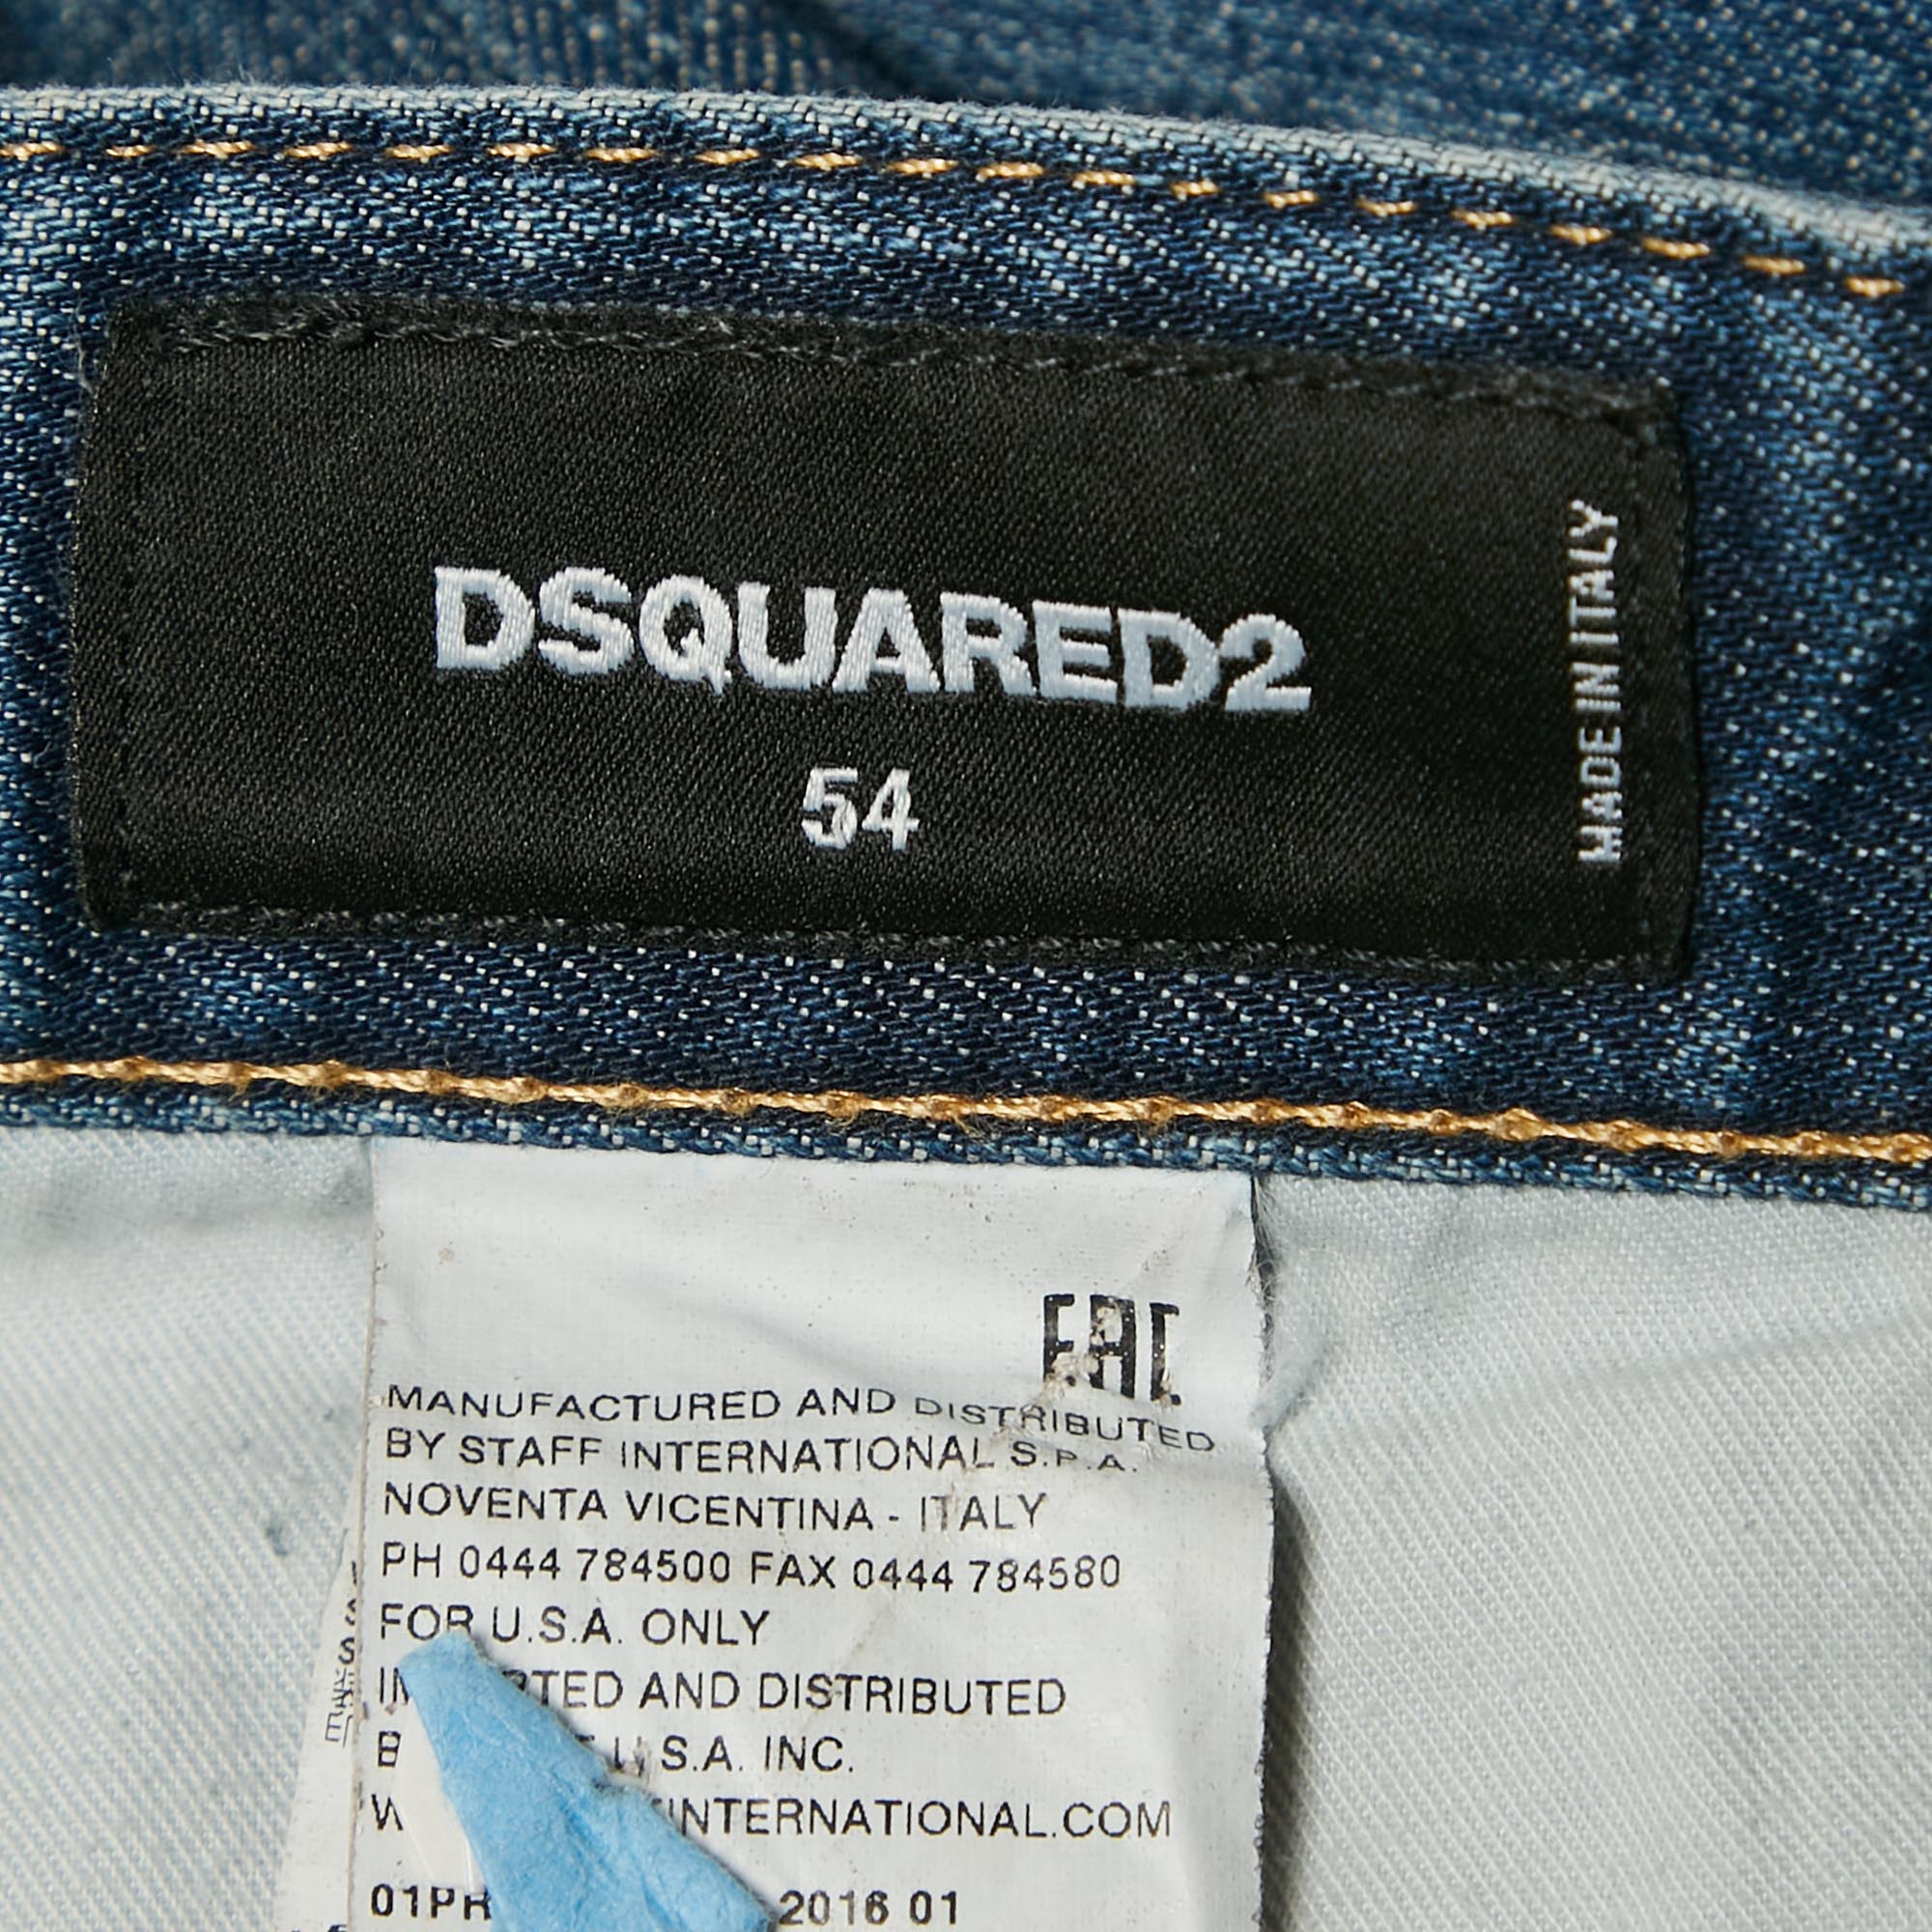 DSQUARED2
54
MADE IN ITALY
EAC
MANUFACTURED AND DISTRIBUTED
BY STAFF INTERNATIONAL S.P.A.
NOVENTA VICENTINA - ITALY
PH 0444 784500 FAX 0444 784580
FOR U.S.A. ONLY
AND DISTRIBUTED
S.A. INC.
INTERNATIONAL.COM
2016 01